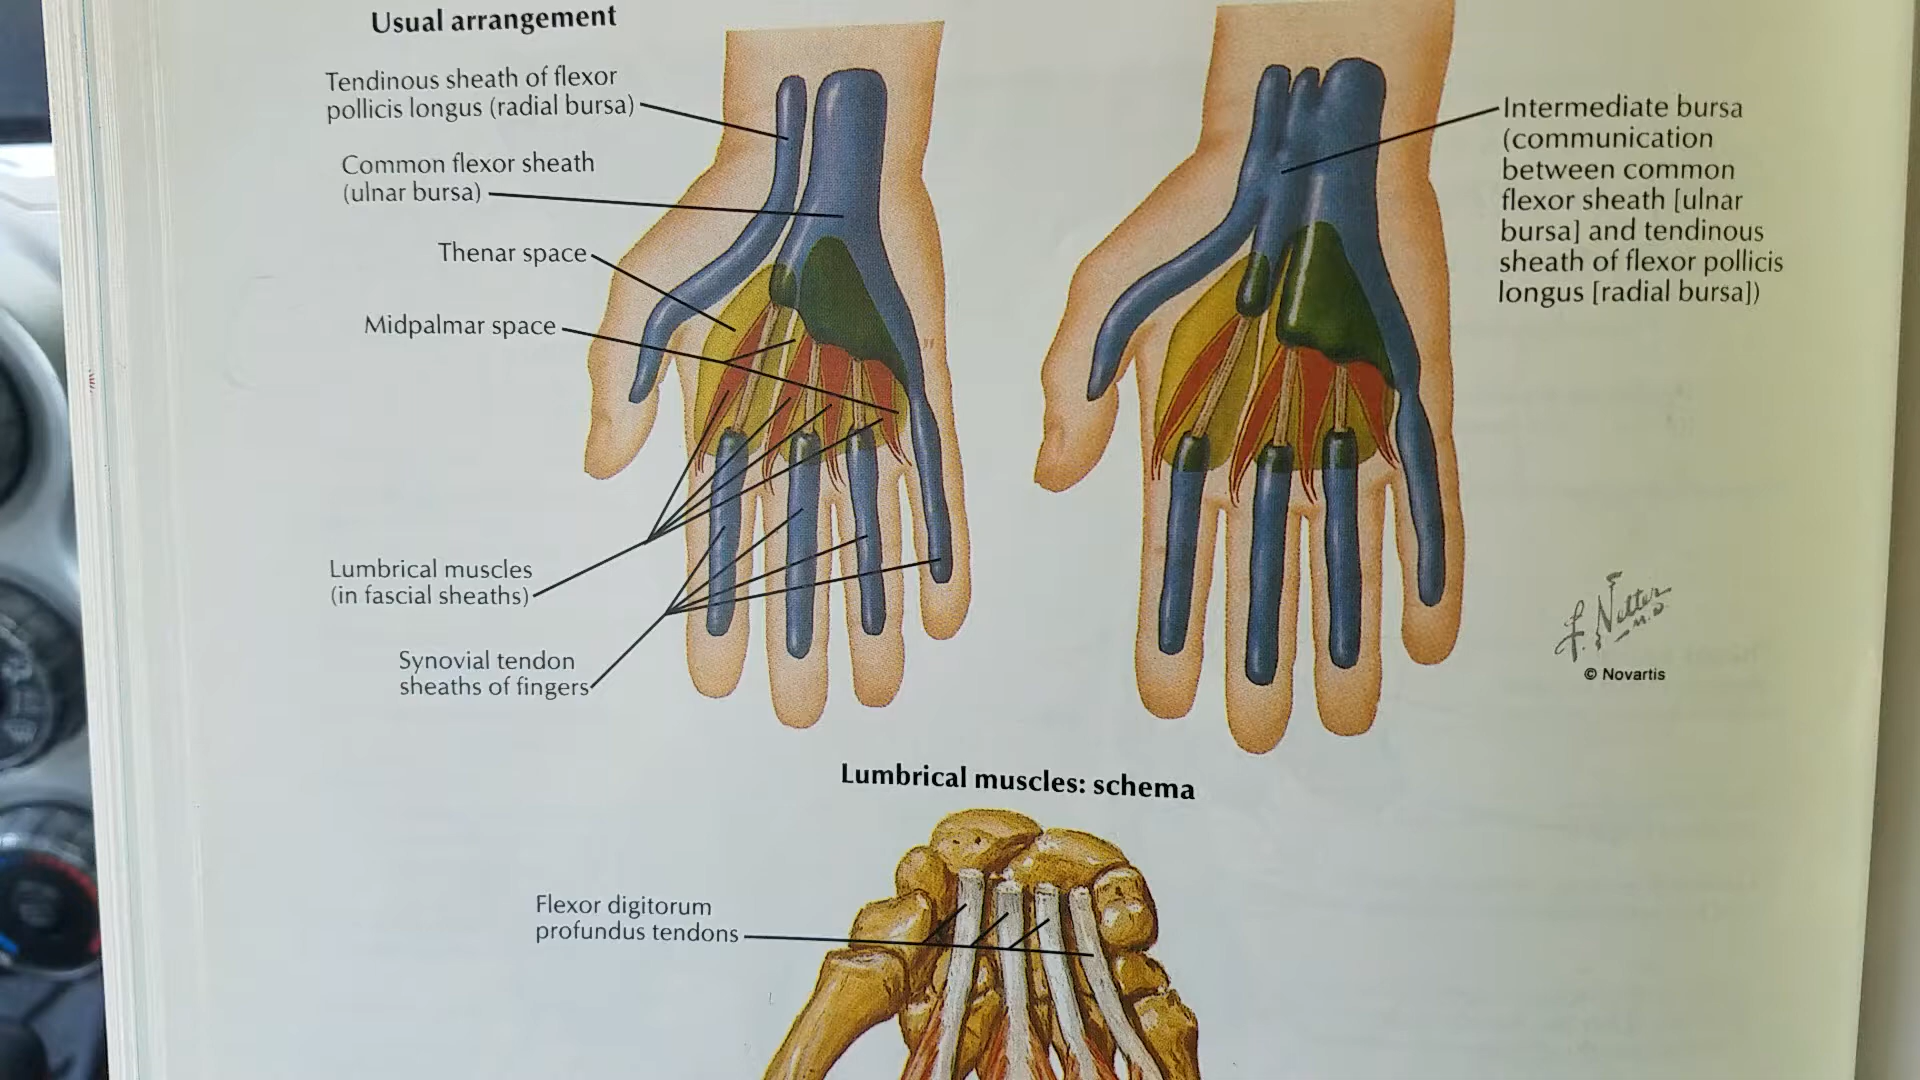 Usual arrangement
Tendinous sheath of flexor
pollicis longus (radial bursa)
Common flexor sheath
(ulnar bursa)
Thenar space
Midpalmar space
Lumbrical muscles
(in fascial sheaths)
Synovial tendon
sheaths of fingers
Intermediate bursa
(communication
between common
flexor sheath [ulnar
bursa] and tendinous
sheath of flexor pollicis
longus [radial bursa])
F. Netter
M.D.
© Novartis
Lumbrical muscles: schema
Flexor digitorum
profundus tendons